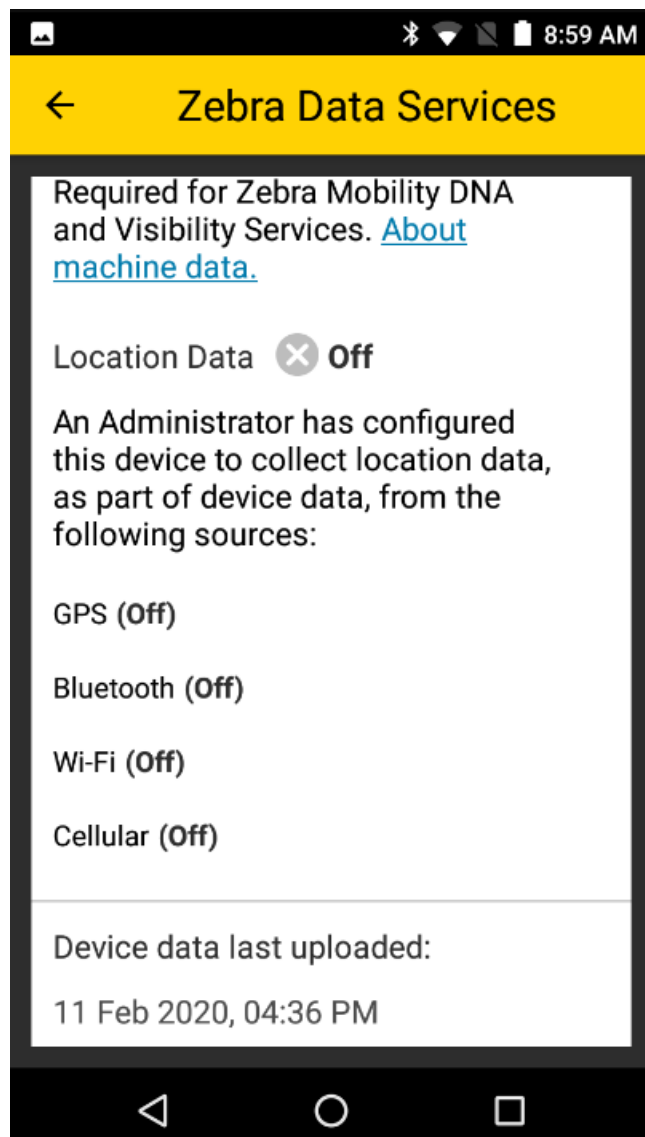 8:59 AM
Zebra Data Services
Required for Zebra Mobility DNA
and Visibility Services. About
machine data.
Location Data Off
An Administrator has configured
this device to collect location data,
as part of device data, from the
following sources:
GPS (Off)
Bluetooth (Off)
Wi-Fi (Off)
Cellular (Off)
Device data last uploaded:
11 Feb 2020, 04:36 PM